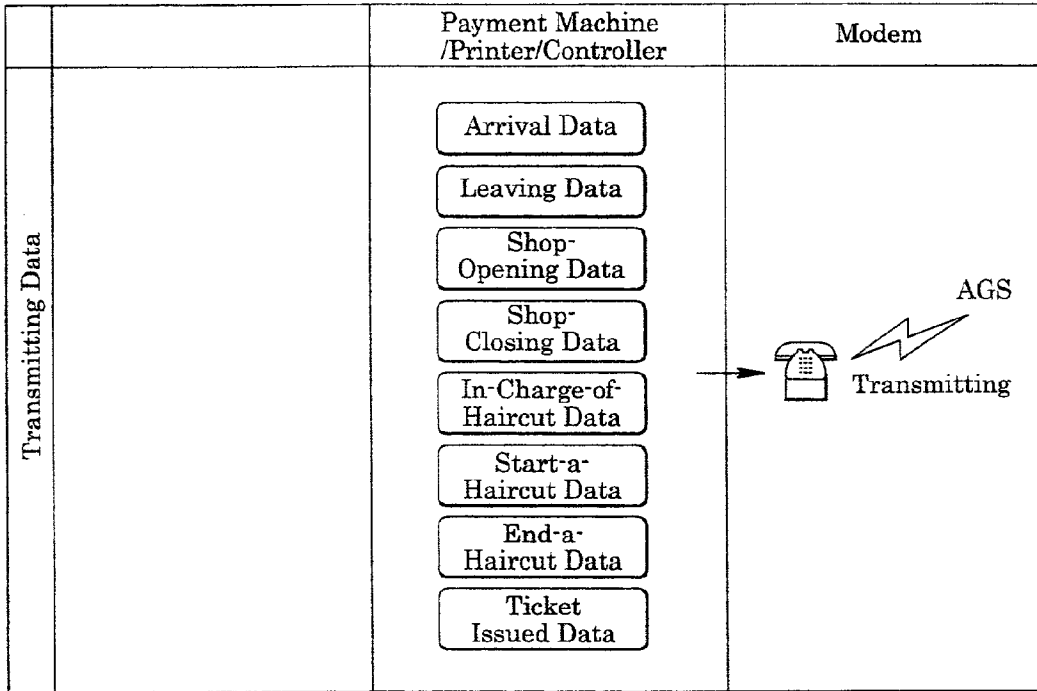 Payment Machine
/Printer/Controller
Modem
Transmitting Data
Arrival Data
Leaving Data
Shop-
Opening Data
Shop-
Closing Data
In-Charge-of-
Haircut Data
Start-a-
Haircut Data
End-a-
Haircut Data
Ticket
Issued Data
AGS
Transmitting